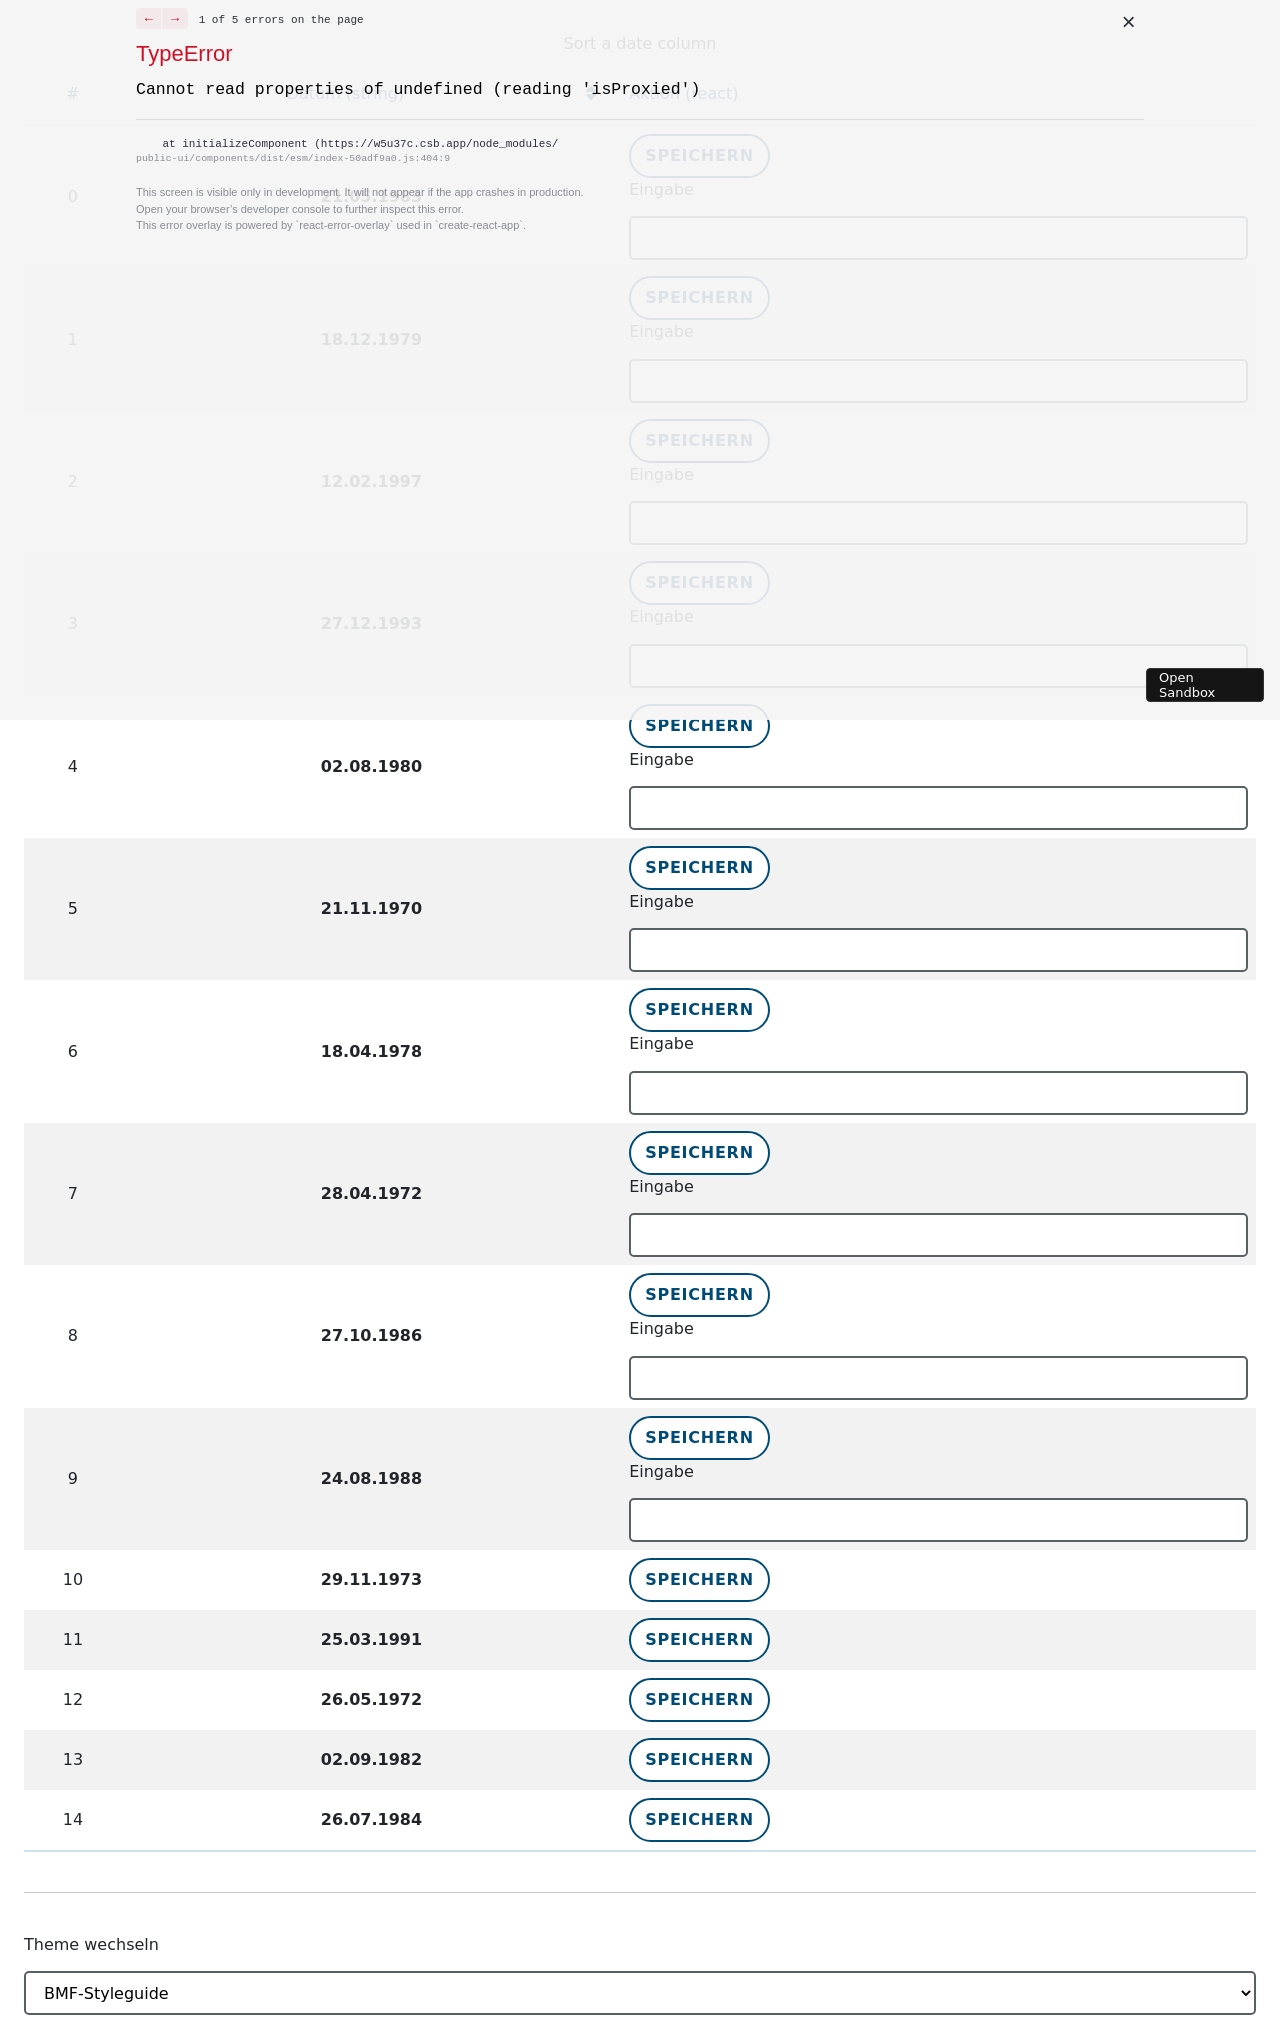 ← → 1 of 5 errors on the page ✕
Sort a date column
TypeError
Cannot read properties of undefined (reading 'isProxied')
# Datum (string) Aktion (react)
at initializeComponent (https://w5u37c.csb.app/node_modules/
public-ui/components/dist/esm/index-50adf9a0.js:404:9
This screen is visible only in development. It will not appear if the app crashes in production.
Open your browser's developer console to further inspect this error.
This error overlay is powered by `react-error-overlay` used in `create-react-app`.
SPEICHERN
Eingabe
0
SPEICHERN
Eingabe
1 18.12.1979
SPEICHERN
Eingabe
2 12.02.1997
SPEICHERN
Eingabe
3 27.12.1993
Open
Sandbox
SPEICHERN
Eingabe
4 02.08.1980
SPEICHERN
Eingabe
5 21.11.1970
SPEICHERN
Eingabe
6 18.04.1978
SPEICHERN
Eingabe
7 28.04.1972
SPEICHERN
Eingabe
8 27.10.1986
SPEICHERN
Eingabe
9 24.08.1988
10 29.11.1973 SPEICHERN
11 25.03.1991 SPEICHERN
12 26.05.1972 SPEICHERN
13 02.09.1982 SPEICHERN
14 26.07.1984 SPEICHERN
Theme wechseln
BMF-Styleguide